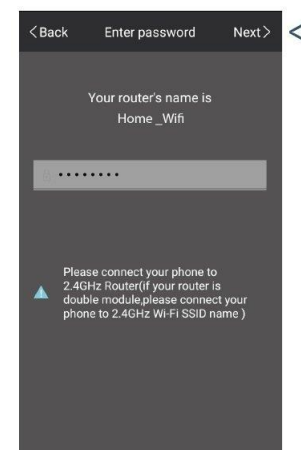 <Back Enter password Next>
Your router's name is
Home _Wifi
••••••••
Please connect your phone to
2.4GHz Router(if your router is
double module,please connect your
phone to 2.4GHz Wi-Fi SSID name )